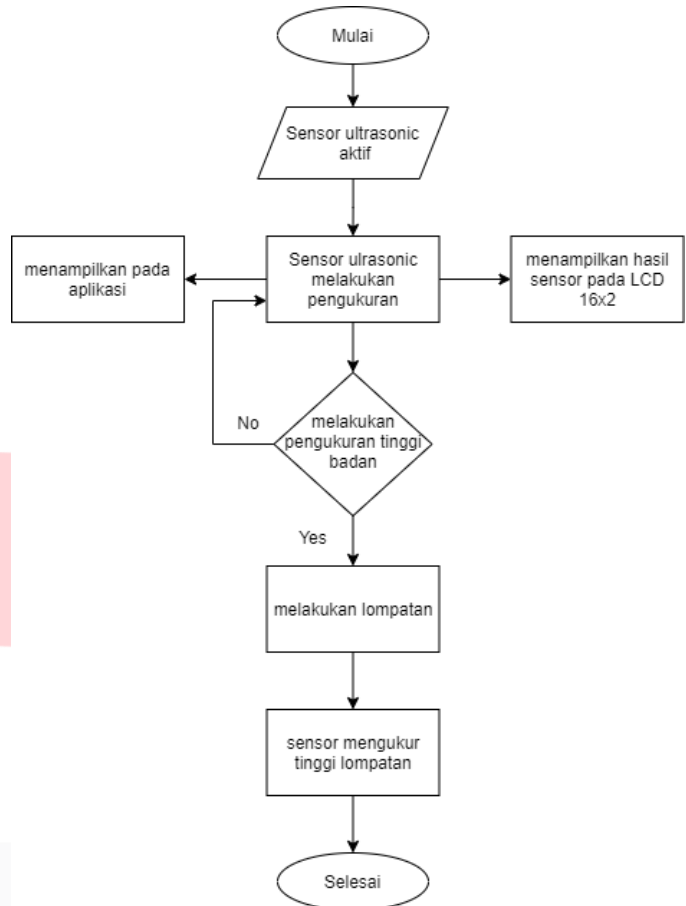 Mulai
Sensor ultrasonic
aktif
menampilkan pada
aplikasi
Sensor ulrasonic
melakukan
pengukuran
menampilkan hasil
sensor pada LCD
16x2
No
melakukan
pengukuran tinggi
badan
Yes
melakukan lompatan
sensor mengukur
tinggi lompatan
Selesai